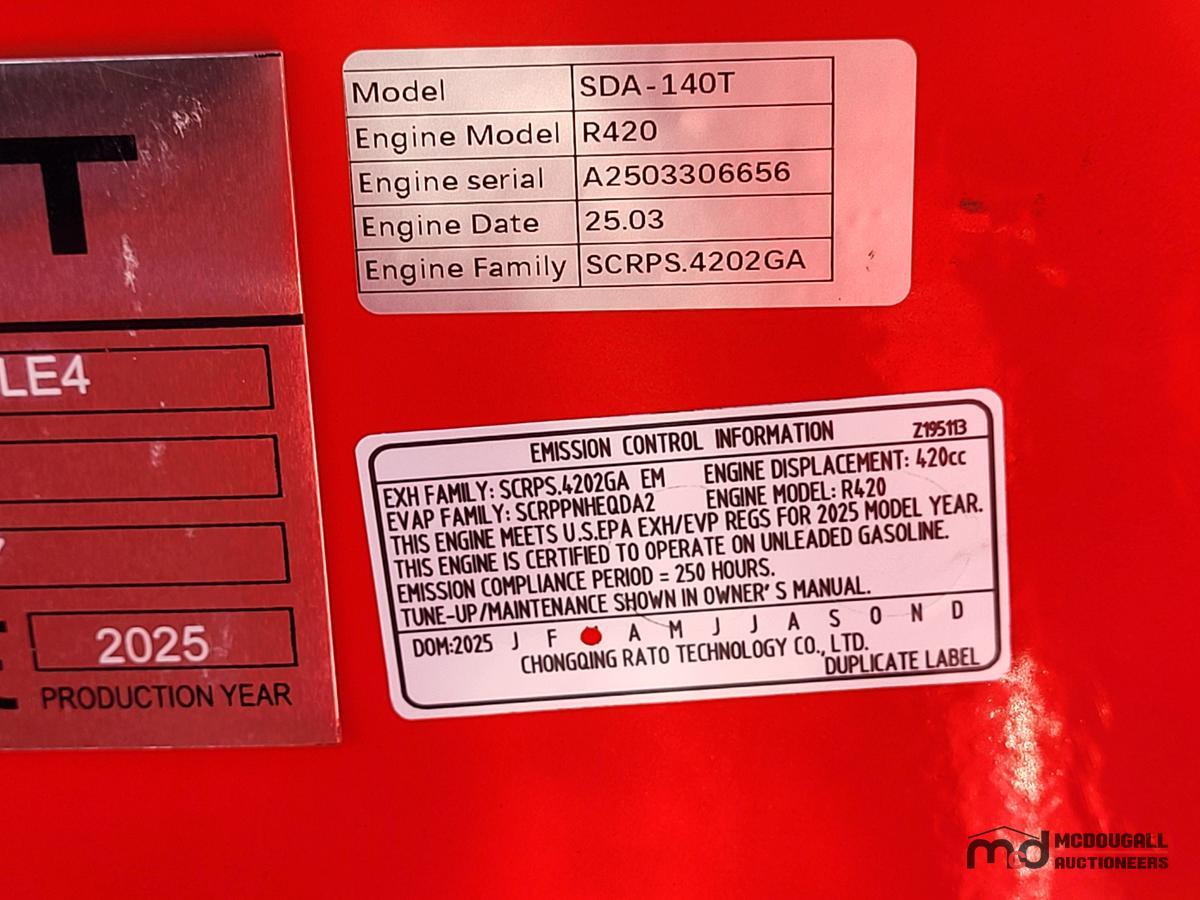 T
LE4
2025
PRODUCTION YEAR
Model SDA-140T
Engine Model R420
Engine serial A2503306656
Engine Date 25.03
Engine Family SCRPS.4202GA
EMISSION CONTROL INFORMATION Z195113
EXH FAMILY: SCRPS.4202GA EM ENGINE DISPLACEMENT: 420cc
EVAP FAMILY: SCRPPNHEQDA2 ENGINE MODEL: R420
THIS ENGINE MEETS U.S.EPA EXH/EVP REGS FOR 2025 MODEL YEAR.
THIS ENGINE IS CERTIFIED TO OPERATE ON UNLEADED GASOLINE.
EMISSION COMPLIANCE PERIOD = 250 HOURS.
TUNE-UP/MAINTENANCE SHOWN IN OWNER'S MANUAL.
DOM:2025 J F A M J J A S O N D
CHONGQING RATO TECHNOLOGY CO., LTD.
DUPLICATE LABEL
mcd MCDOUGALL
AUCTIONEERS